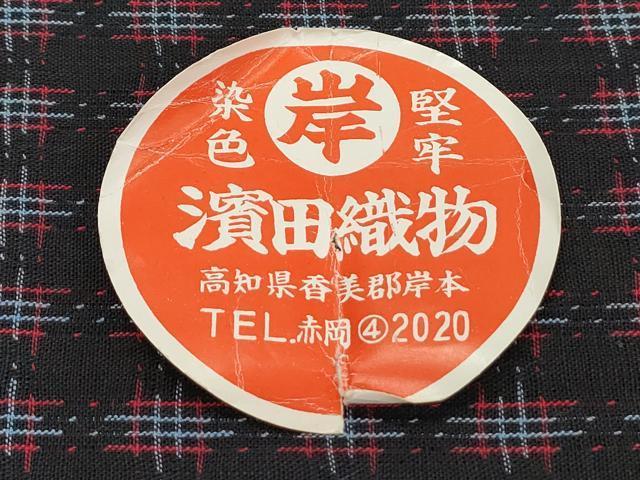 岸
染色
堅牢
濱田織物
高知県香美郡岸本
TEL.赤岡④2020